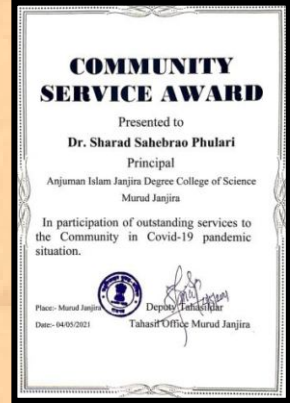 COMMUNITY
SERVICE AWARD
Presented to
Dr. Sharad Sahebrao Phulari
Principal
Anjuman Islam Janjira Degree College of Science
Murud Janjira
In participation of outstanding services to
the Community in Covid-19 pandemic
situation.
Place:- Murud Janjira
Deputy Tahasildar
Date:- 04/05/2021
Tahasil Office Murud Janjira